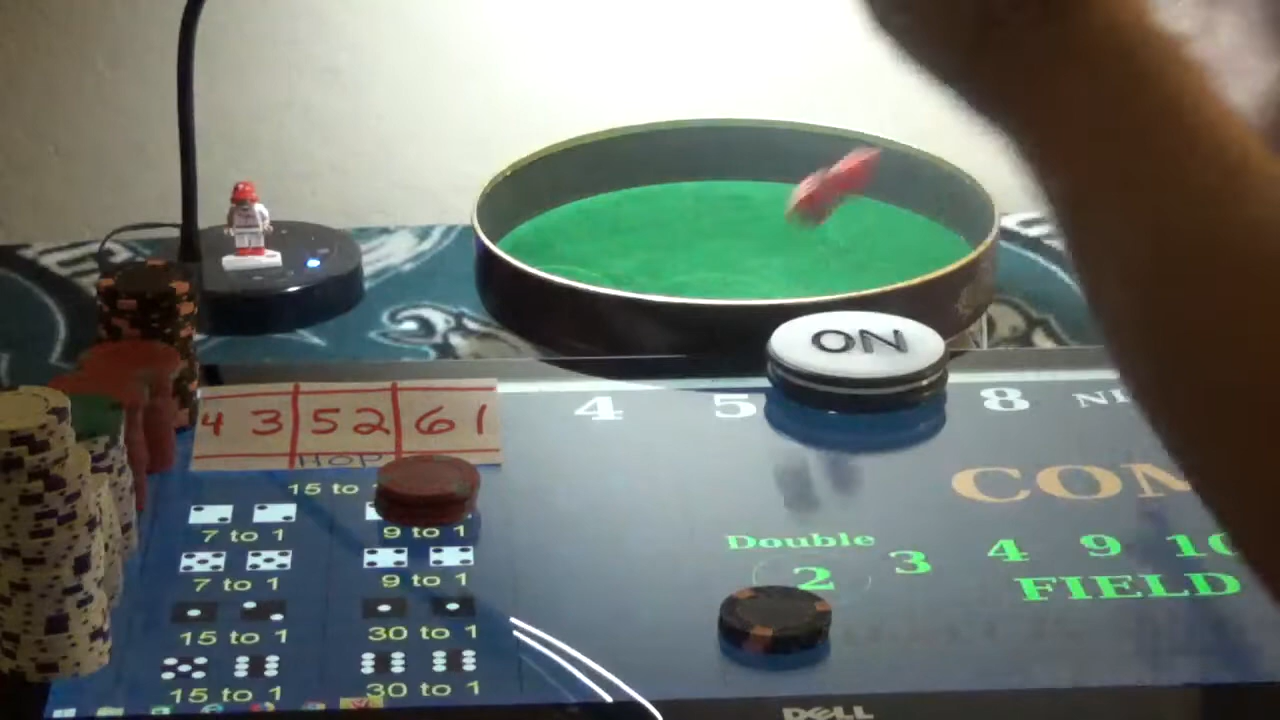 ON
4 3 5 2 6 1
HOP
4 5 8
15 to
7 to 1 9 to 1
7 to 1 9 to 1
15 to 1 30 to 1
15 to 1 30 to 1
Double
2 3 4 9
FIELD
DELL